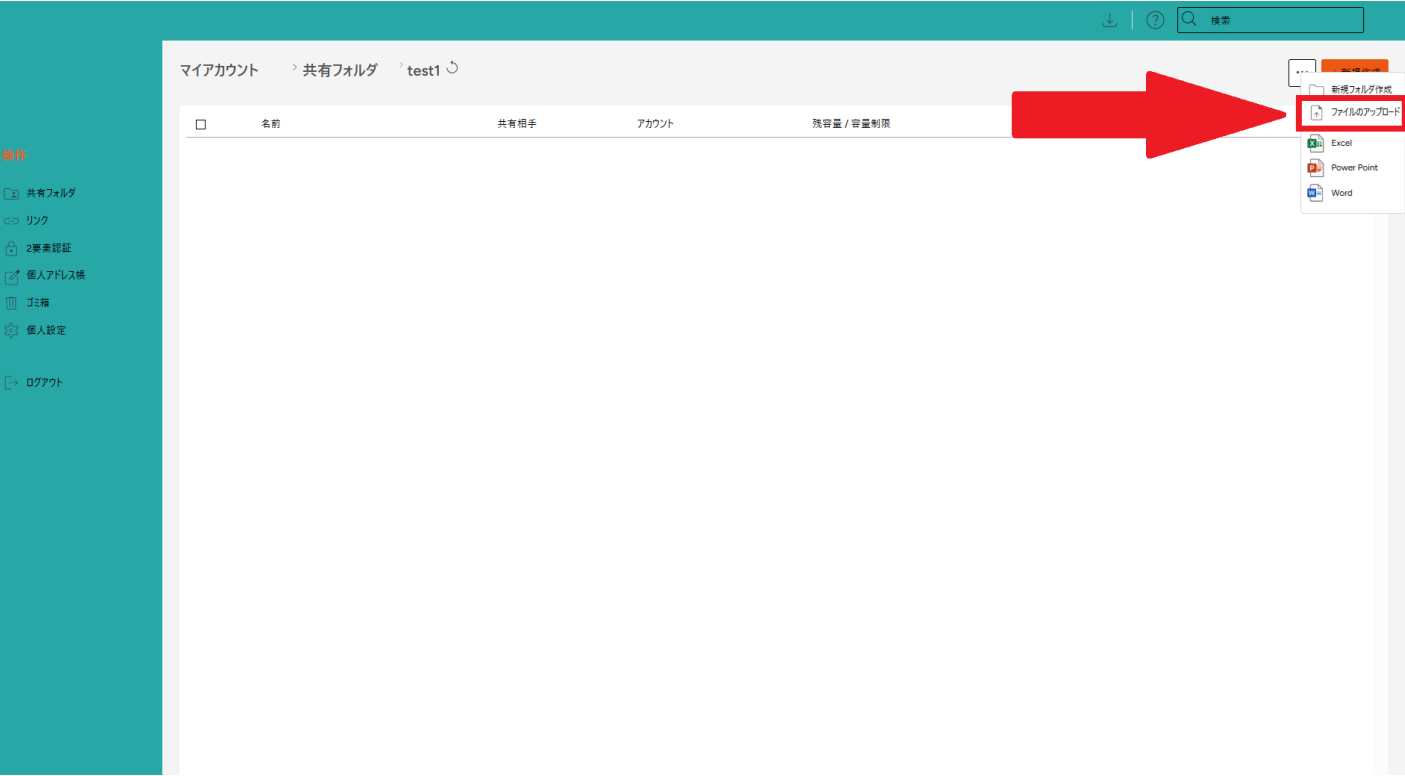 検索
マイアカウント > 共有フォルダ > test1
新規作成
新規フォルダ作成
ファイルのアップロード
Excel
Power Point
Word
名前 共有相手 アカウント 残容量 / 容量制限
操作
共有フォルダ
リンク
2要素認証
個人アドレス帳
ゴミ箱
個人設定
ログアウト